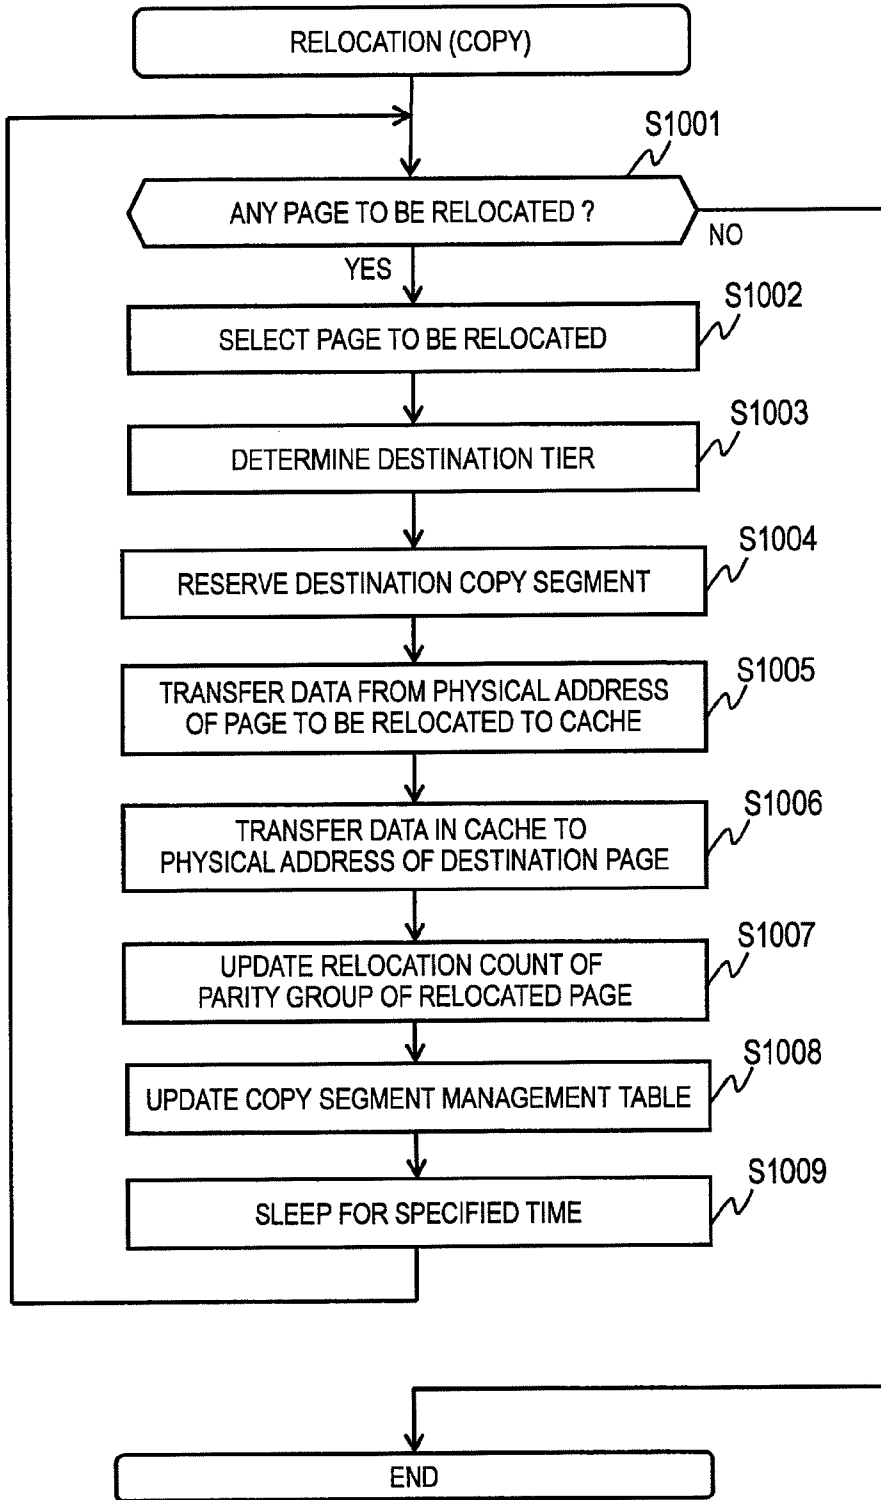 RELOCATION (COPY)
S1001
ANY PAGE TO BE RELOCATED ?
NO
YES
S1002
SELECT PAGE TO BE RELOCATED
S1003
DETERMINE DESTINATION TIER
S1004
RESERVE DESTINATION COPY SEGMENT
S1005
TRANSFER DATA FROM PHYSICAL ADDRESS
OF PAGE TO BE RELOCATED TO CACHE
S1006
TRANSFER DATA IN CACHE TO
PHYSICAL ADDRESS OF DESTINATION PAGE
S1007
UPDATE RELOCATION COUNT OF
PARITY GROUP OF RELOCATED PAGE
S1008
UPDATE COPY SEGMENT MANAGEMENT TABLE
S1009
SLEEP FOR SPECIFIED TIME
END